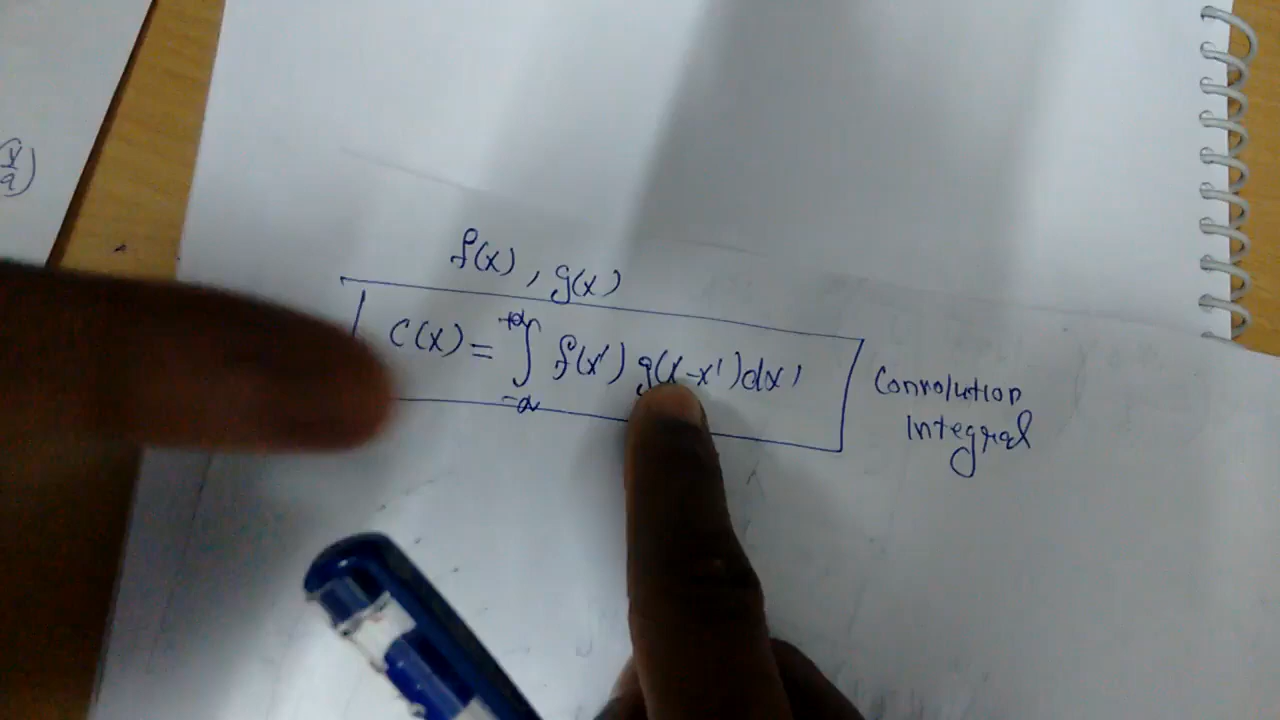 f(x), g(x)
C(x) = ∫_{-∞}^{+∞} f(x') g(x-x')dx'
Convolution
Integral